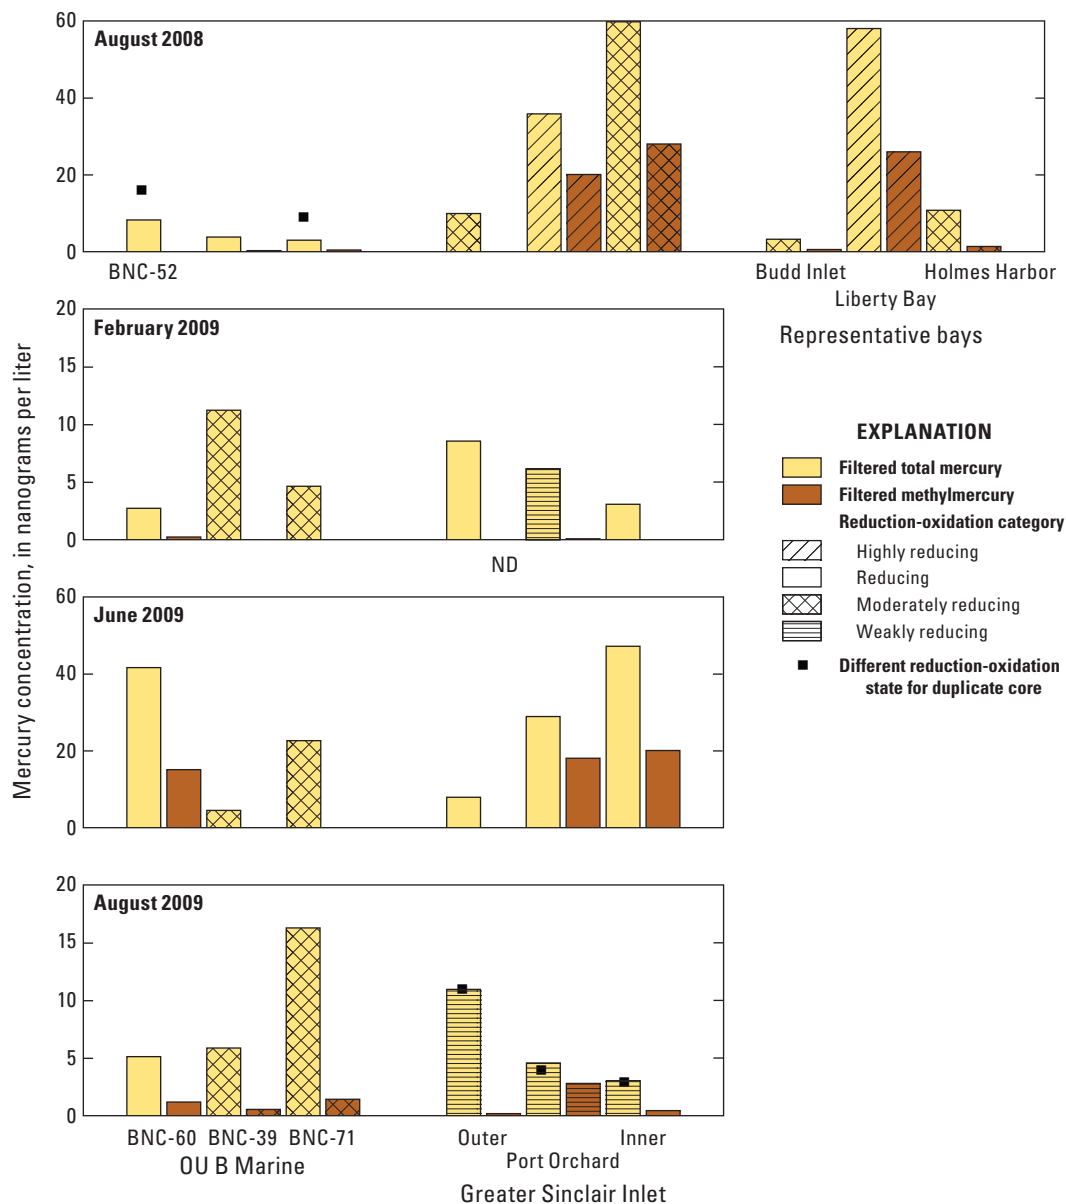 Mercury concentration, in nanograms per liter
60
August 2008
40
20
0
BNC-52
Budd Inlet
Holmes Harbor
Liberty Bay
Representative bays
20
February 2009
15
10
5
0
ND
EXPLANATION
Filtered total mercury
Filtered methylmercury
Reduction-oxidation category
Highly reducing
Reducing
Moderately reducing
Weakly reducing
Different reduction-oxidation
state for duplicate core
60
June 2009
40
20
0
20
August 2009
15
10
5
0
BNC-60 BNC-39 BNC-71
Outer
Inner
OU B Marine
Port Orchard
Greater Sinclair Inlet